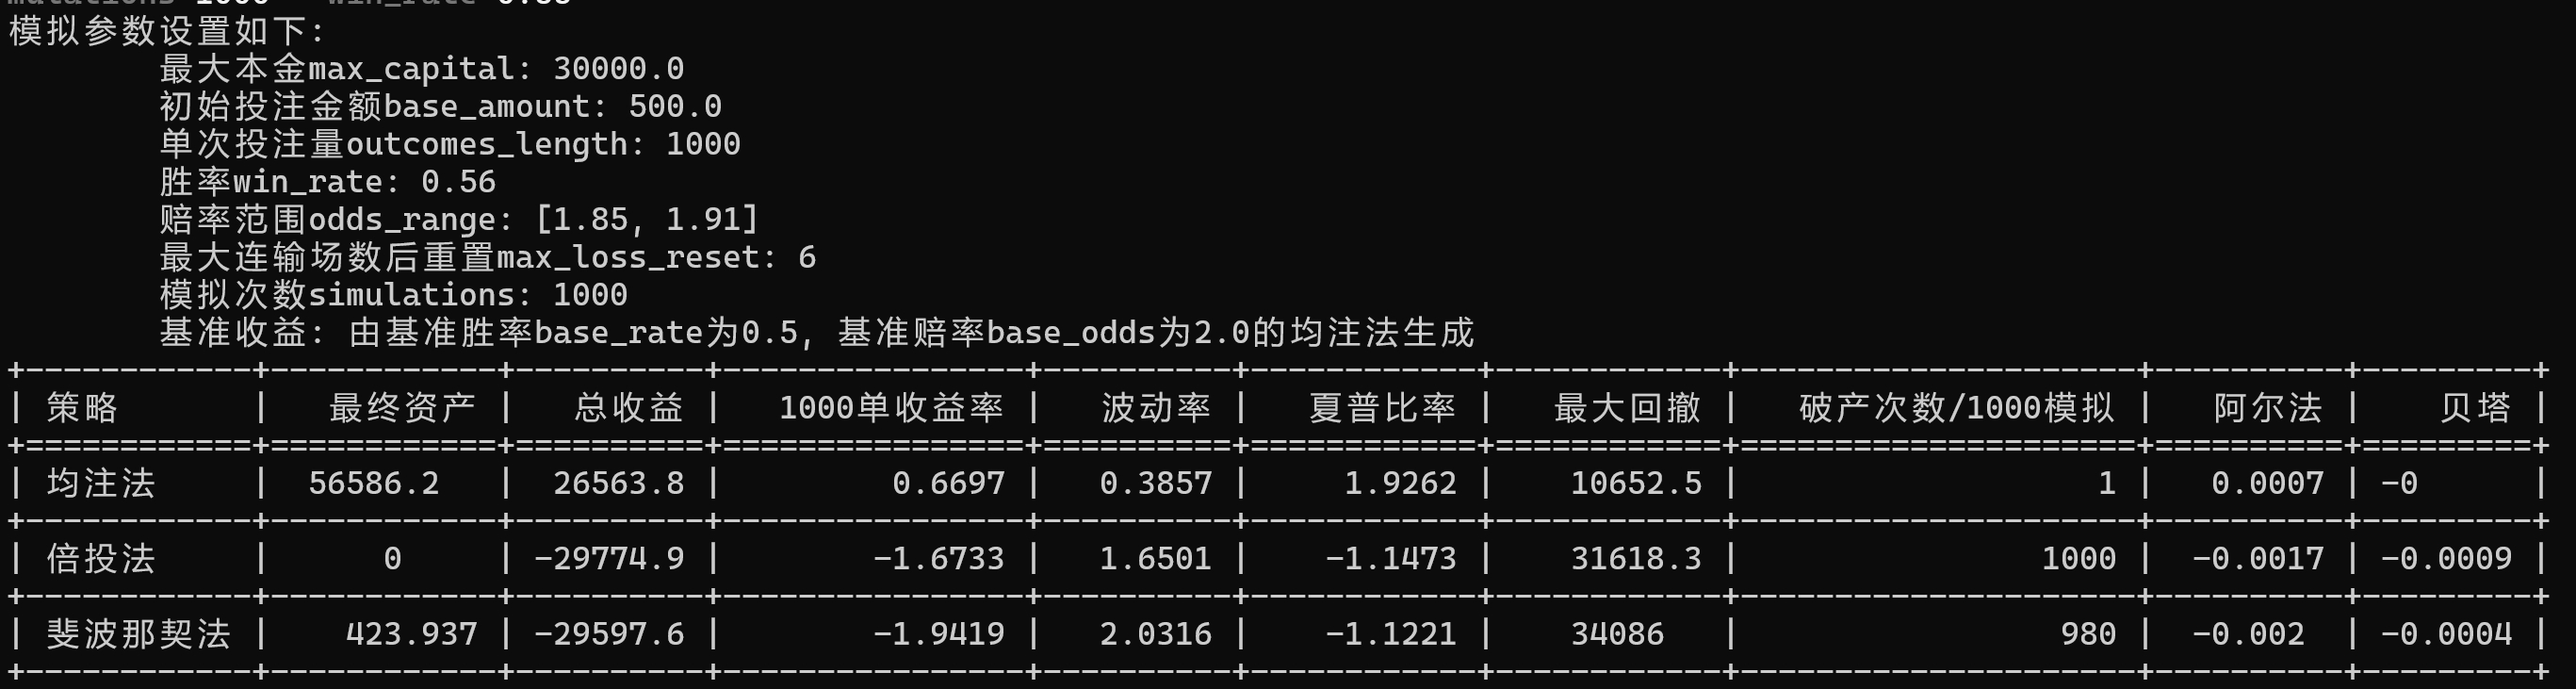 模拟参数设置如下:
最大本金max_capital: 30000.0
初始投注金额base_amount: 500.0
单次投注量outcomes_length: 1000
胜率win_rate: 0.56
赔率范围odds_range: [1.85, 1.91]
最大连输场数后重置max_loss_reset: 6
模拟次数simulations: 1000
基准收益: 由基准胜率base_rate为0.5, 基准赔率base_odds为2.0的均注法生成
| 策略 | 最终资产 | 总收益 | 1000单收益率 | 波动率 | 夏普比率 | 最大回撤 | 破产次数/1000模拟 | 阿尔法 | 贝塔 |
| 均注法 | 56586.2 | 26563.8 | 0.6697 | 0.3857 | 1.9262 | 10652.5 | 1 | 0.0007 | -0 |
| 倍投法 | 0 | -29774.9 | -1.6733 | 1.6501 | -1.1473 | 31618.3 | 1000 | -0.0017 | -0.0009 |
| 斐波那契法 | 423.937 | -29597.6 | -1.9419 | 2.0316 | -1.1221 | 34086 | 980 | -0.002 | -0.0004 |